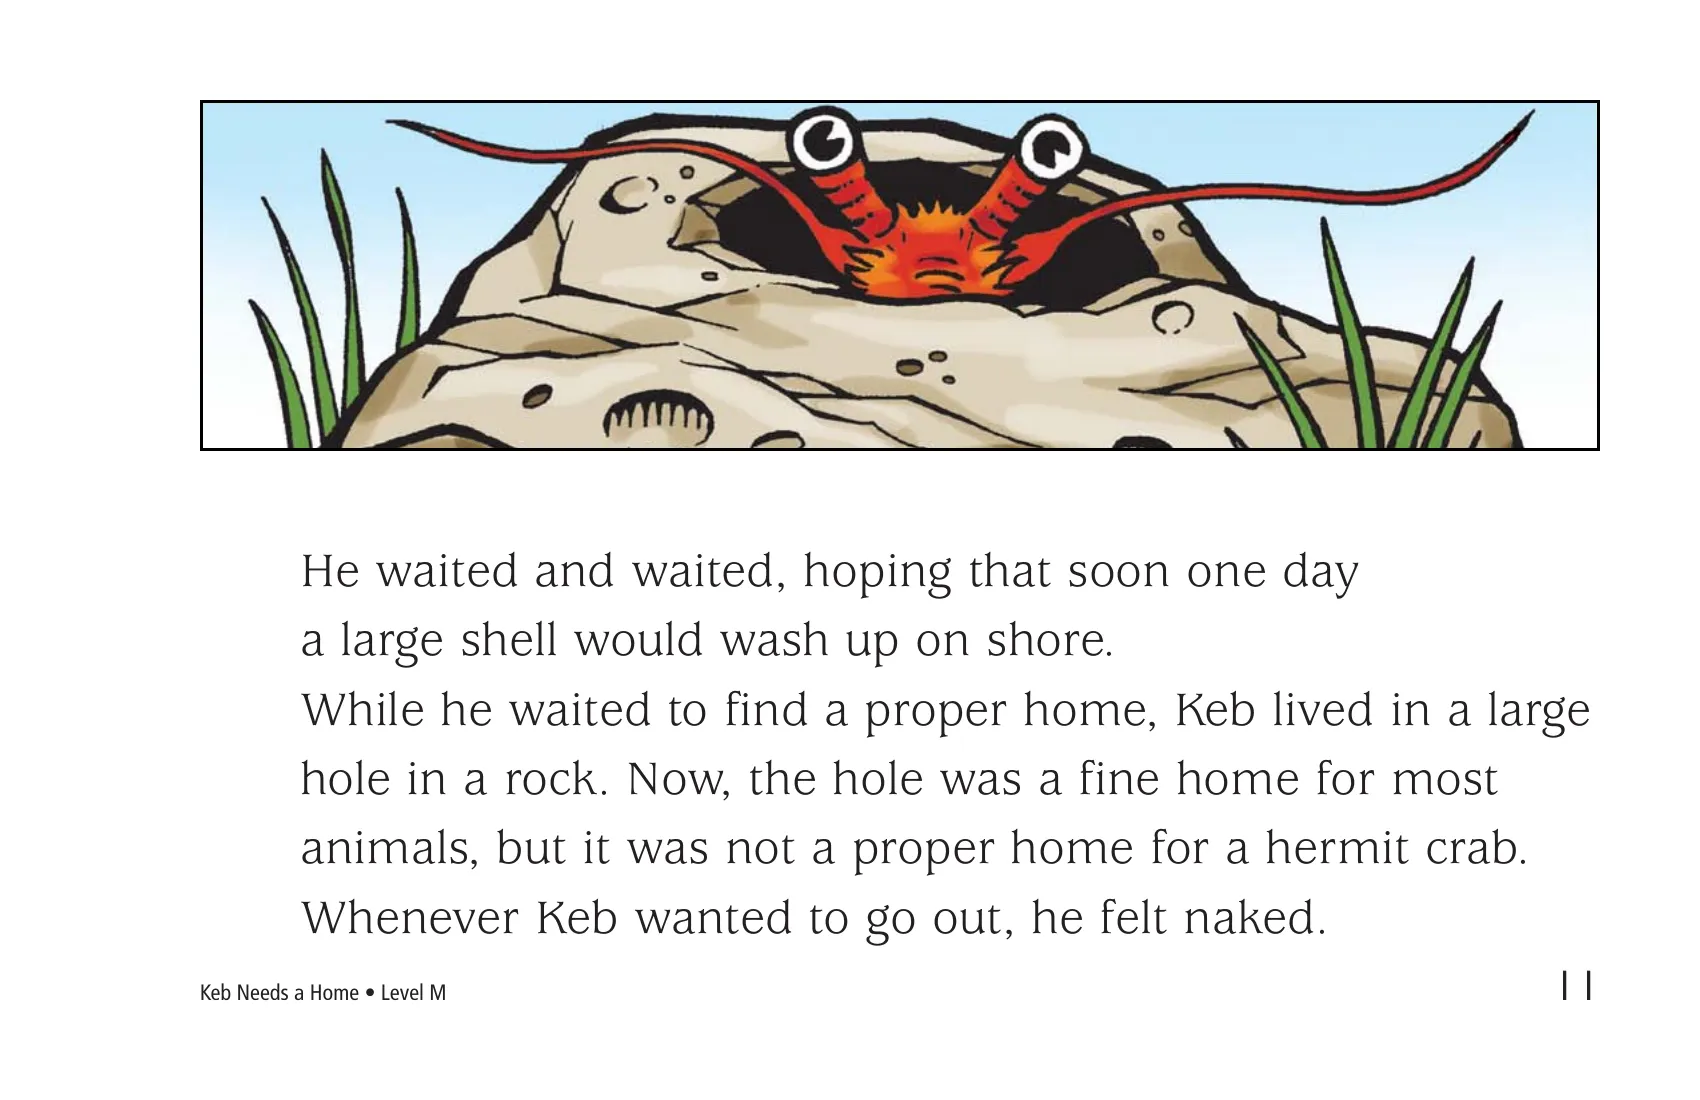 He waited and waited, hoping that soon one day
a large shell would wash up on shore.
While he waited to find a proper home, Keb lived in a large
hole in a rock. Now, the hole was a fine home for most
animals, but it was not a proper home for a hermit crab.
Whenever Keb wanted to go out, he felt naked.
Keb Needs a Home • Level M
11